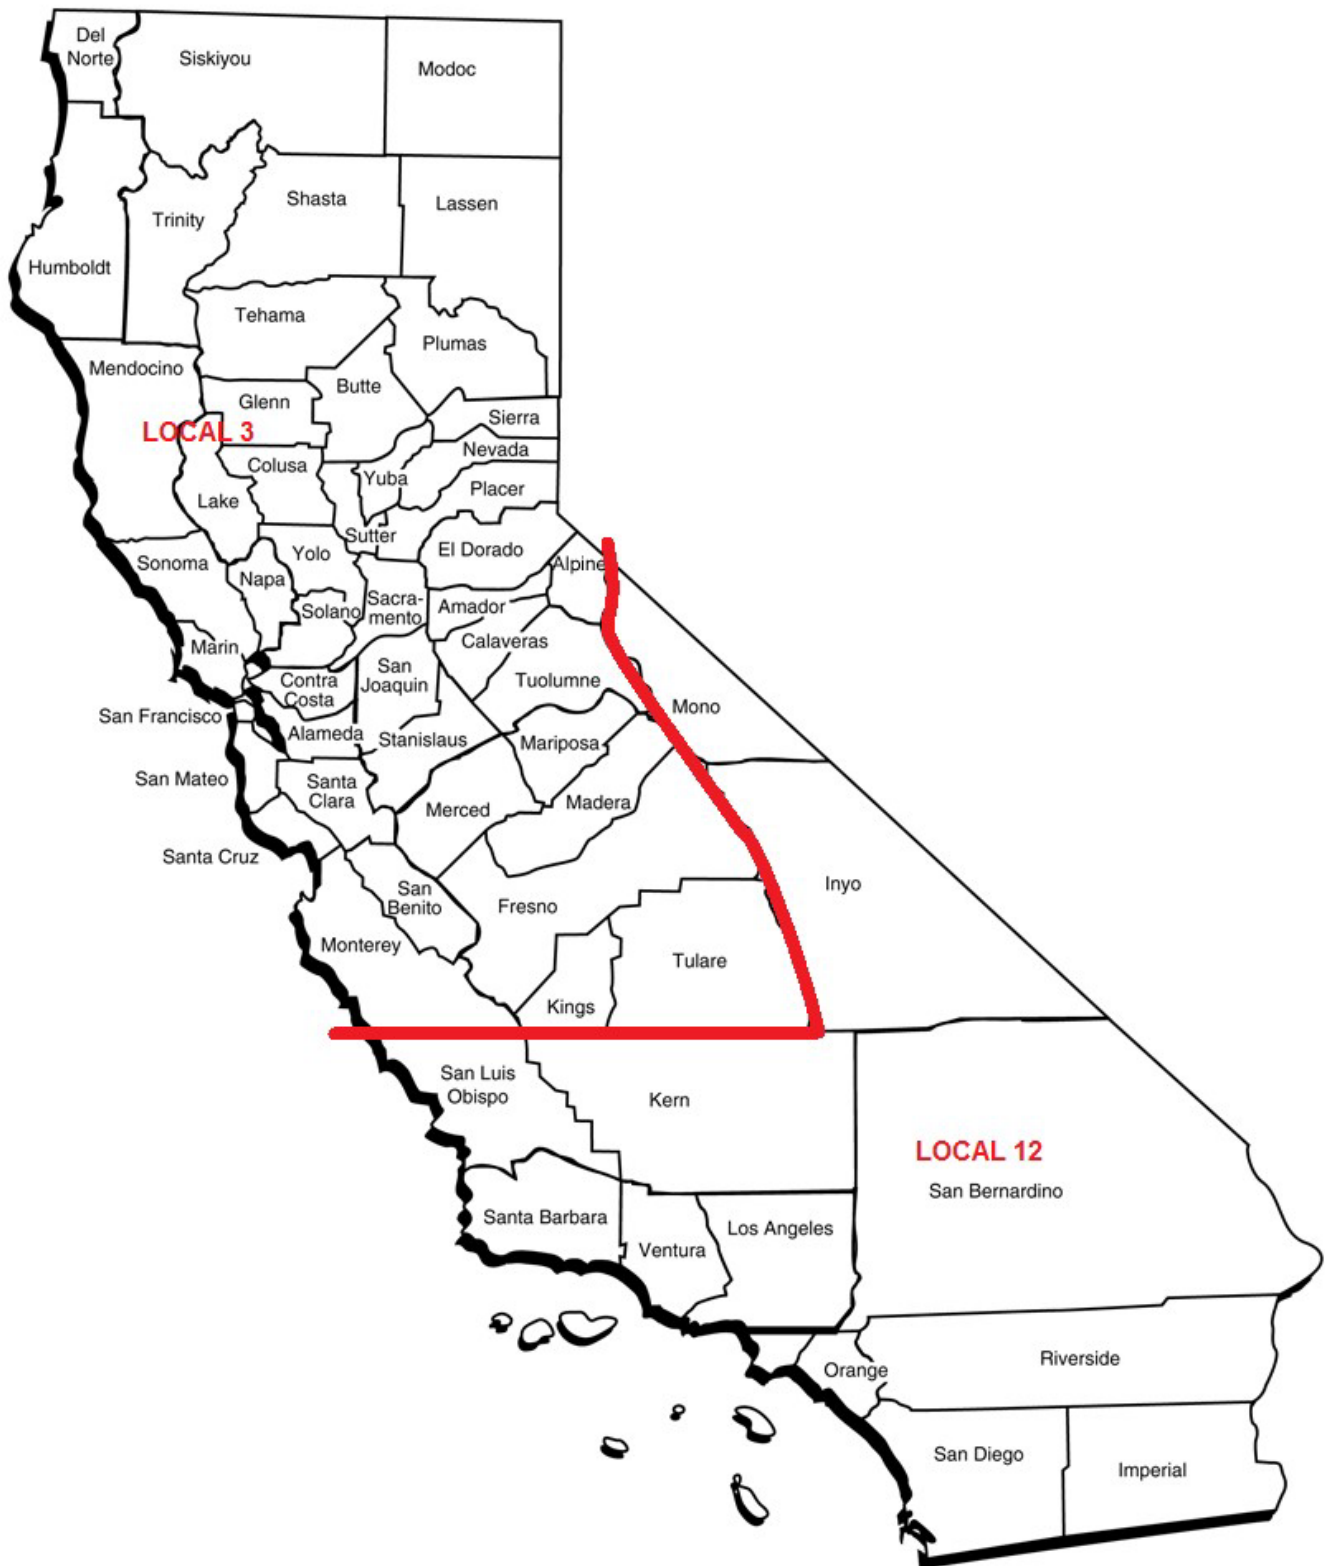 Del
Norte
Siskiyou
Modoc
Trinity
Shasta
Lassen
Humboldt
Tehama
Plumas
Mendocino
Butte
Glenn
Sierra
LOCAL 3
Nevada
Colusa
Yuba
Placer
Lake
Sutter
El Dorado
Yolo
Sonoma
Alpine
Napa
Sacra-
mento
Solano
Amador
Calaveras
Marin
San
Joaquin
Contra
Costa
Tuolumne
Mono
San Francisco
Alameda
Stanislaus
Mariposa
San Mateo
Santa
Clara
Merced
Madera
Santa Cruz
Inyo
San
Benito
Fresno
Monterey
Tulare
Kings
San Luis
Obispo
Kern
LOCAL 12
San Bernardino
Santa Barbara
Los Angeles
Ventura
Riverside
Orange
San Diego
Imperial